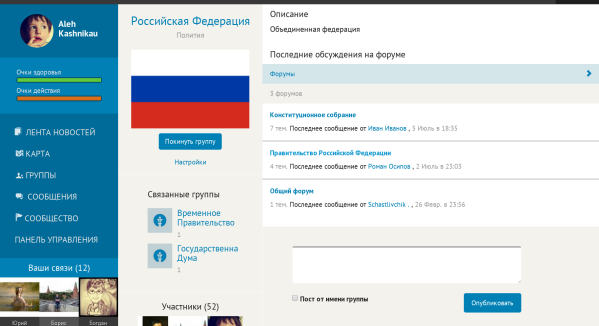 Aleh
Kashnikau
Очки здоровья
Очки действия
ЛЕНТА НОВОСТЕЙ
КАРТА
ГРУППЫ
СООБЩЕНИЯ
СООБЩЕСТВО
ПАНЕЛЬ УПРАВЛЕНИЯ
Ваши связи (12)
Юрий
Борис
Богдан
Российская Федерация
Полития
Покинуть группу
Настройки
Связанные группы
Временное
Правительство
1
Государственна
Дума
1
Участники (52)
Описание
Объединенная федерация
Последние обсуждения на форуме
Форумы
3 форумов
Конституционное собрание
7 тем. Последнее сообщение от Иван Иванов , 5 Июль в 18:35
Правительство Российской Федерации
4 тем. Последнее сообщение от Роман Осипов , 2 Июль в 23:03
Общий форум
1 тем. Последнее сообщение от Schastlivchik . , 26 Февр. в 23:56
Пост от имени группы
Опубликовать